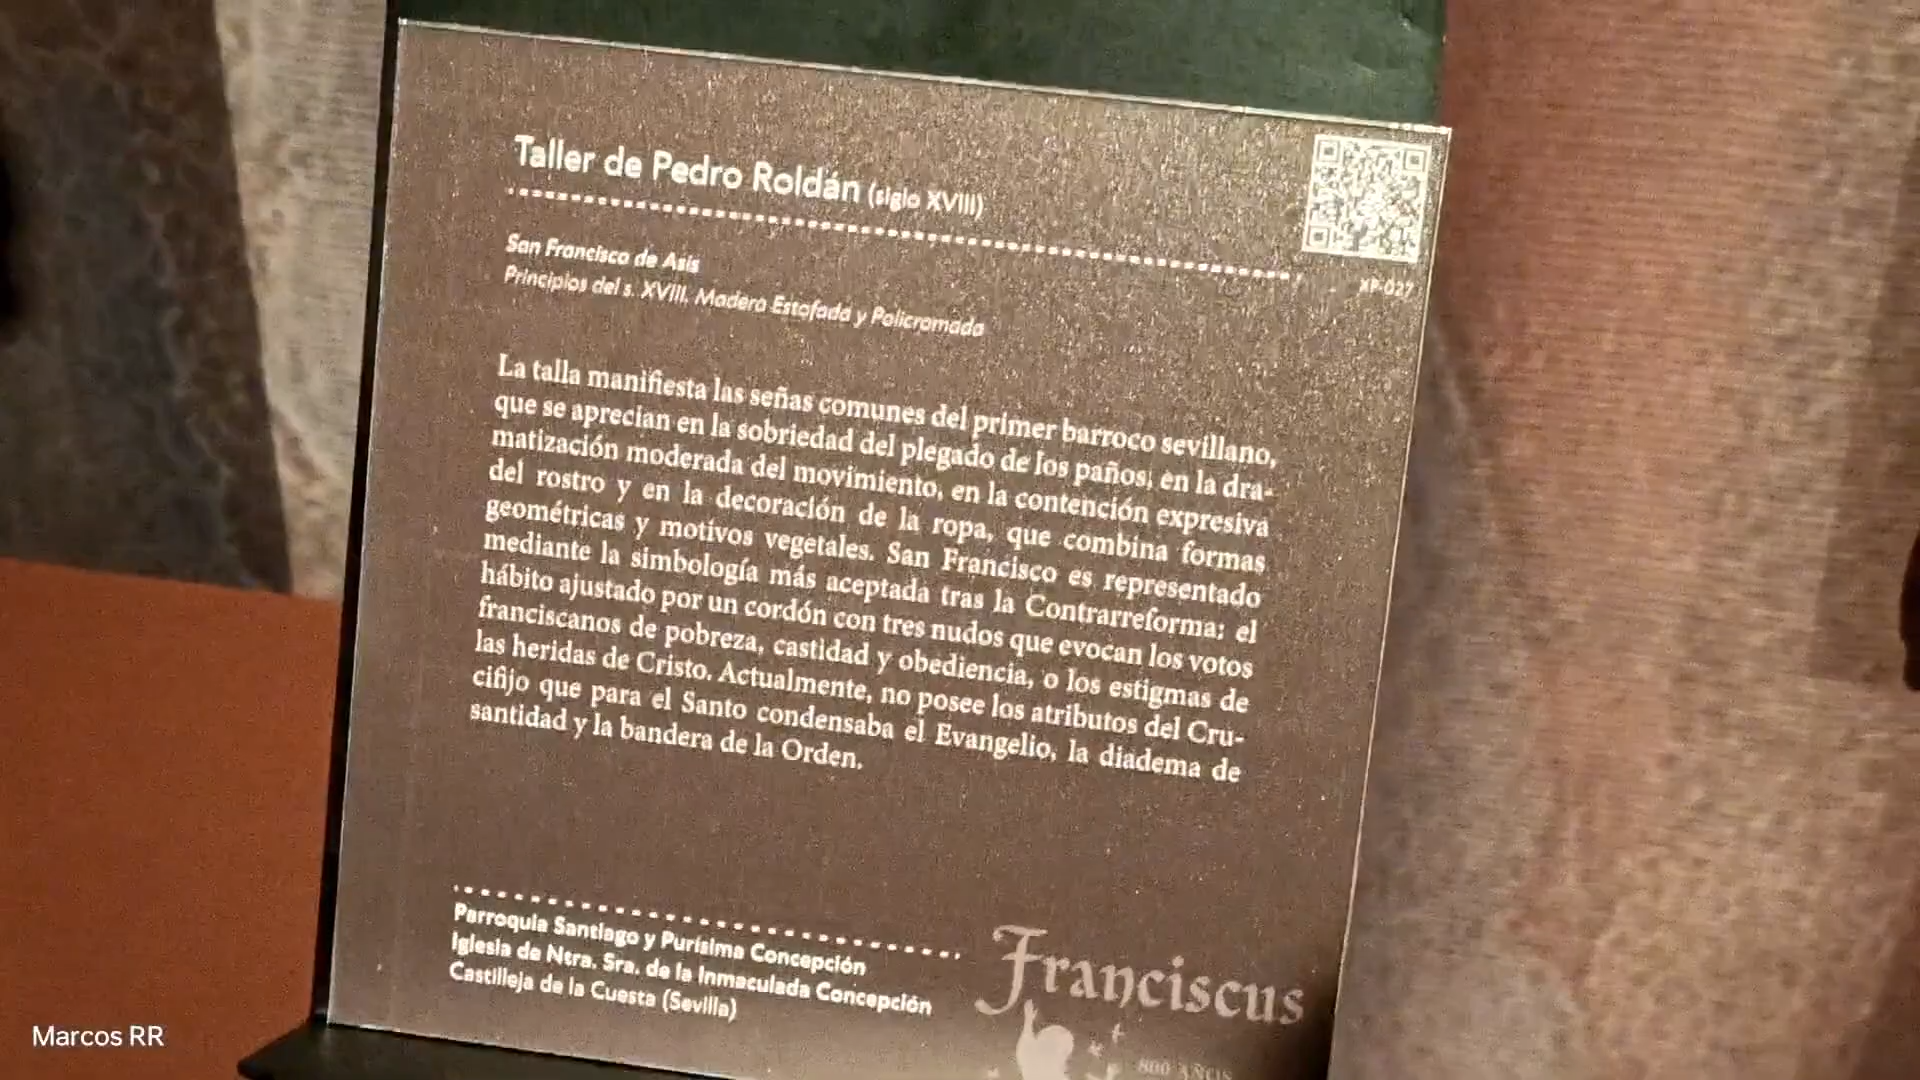 Taller de Pedro Roldán (siglo XVIII)
San Francisco de Asís
Principios del s. XVIII. Madera Estofada y Policromada
XP-027
La talla manifiesta las señas comunes del primer barroco sevillano,
que se aprecian en la sobriedad del plegado de los paños, en la dra-
matización moderada del movimiento, en la contención expresiva
del rostro y en la decoración de la ropa, que combina formas
geométricas y motivos vegetales. San Francisco es representado
mediante la simbología más aceptada tras la Contrarreforma: el
hábito ajustado por un cordón con tres nudos que evocan los votos
franciscanos de pobreza, castidad y obediencia, o los estigmas de
las heridas de Cristo. Actualmente, no posee los atributos del Cru-
cifijo que para el Santo condensaba el Evangelio, la diadema de
santidad y la bandera de la Orden.
Parroquia Santiago y Purísima Concepción
Iglesia de Ntra. Sra. de la Inmaculada Concepción
Castilleja de la Cuesta (Sevilla)
Franciscus
800 AÑOS
Marcos RR